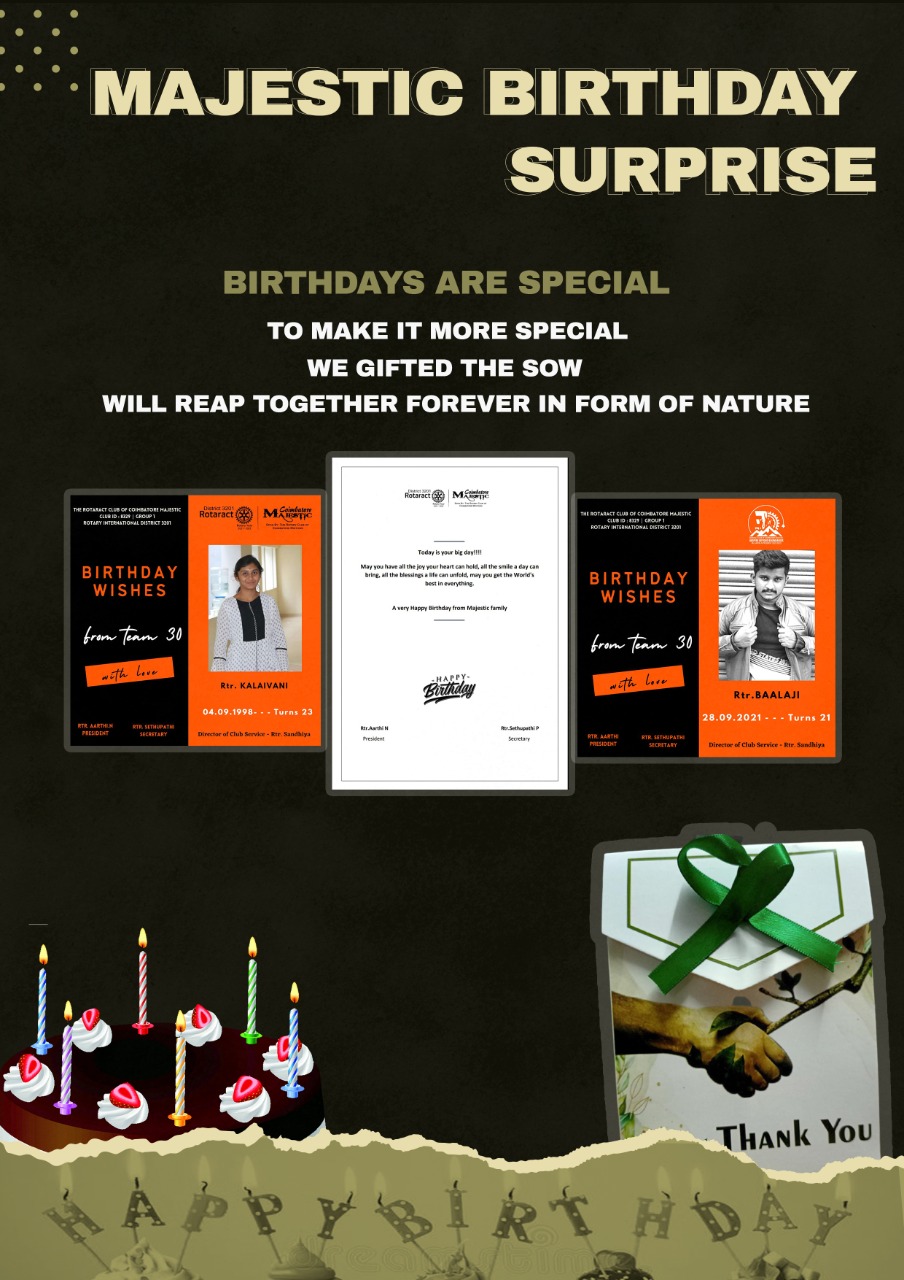 MAJESTIC BIRTHDAY
SURPRISE
BIRTHDAYS ARE SPECIAL
TO MAKE IT MORE SPECIAL
WE GIFTED THE SOW
WILL REAP TOGETHER FOREVER IN FORM OF NATURE
THE ROTARACT CLUB OF COIMBATORE MAJESTIC
CLUB ID : 8329 | GROUP 1
ROTARY INTERNATIONAL DISTRICT 3201
BIRTHDAY
WISHES
from team 30
with love
RTR. AARTHI.N
PRESIDENT
RTR. SETHUPATHI
SECRETARY
District 3201
Rotaract
Coimbatore
MAJESTIC
Rtr. KALAIVANI
04.09.1998- - - Turns 23
Director of Club Service - Rtr. Sandhiya
District 3201
Rotaract
Coimbatore
MAJESTIC
Today is your big day!!!!
May you have all the joy your heart can hold, all the smile a day can
bring, all the blessings a life can unfold, may you get the World's
best in everything.
A very Happy Birthday from Majestic family
-HAPPY-
Birthday
Rtr.Aarthi N
President
Rtr.Sethupathi P
Secretary
THE ROTARACT CLUB OF COIMBATORE MAJESTIC
CLUB ID : 8329 | GROUP 1
ROTARY INTERNATIONAL DISTRICT 3201
BIRTHDAY
WISHES
from team 30
with love
RTR. AARTHI
PRESIDENT
RTR. SETHUPATHI
SECRETARY
Rtr.BAALAJI
28.09.2021 - - - Turns 21
Director of Club Service - Rtr. Sandhiya
THANK YOU
HAPPY BIRTHDAY